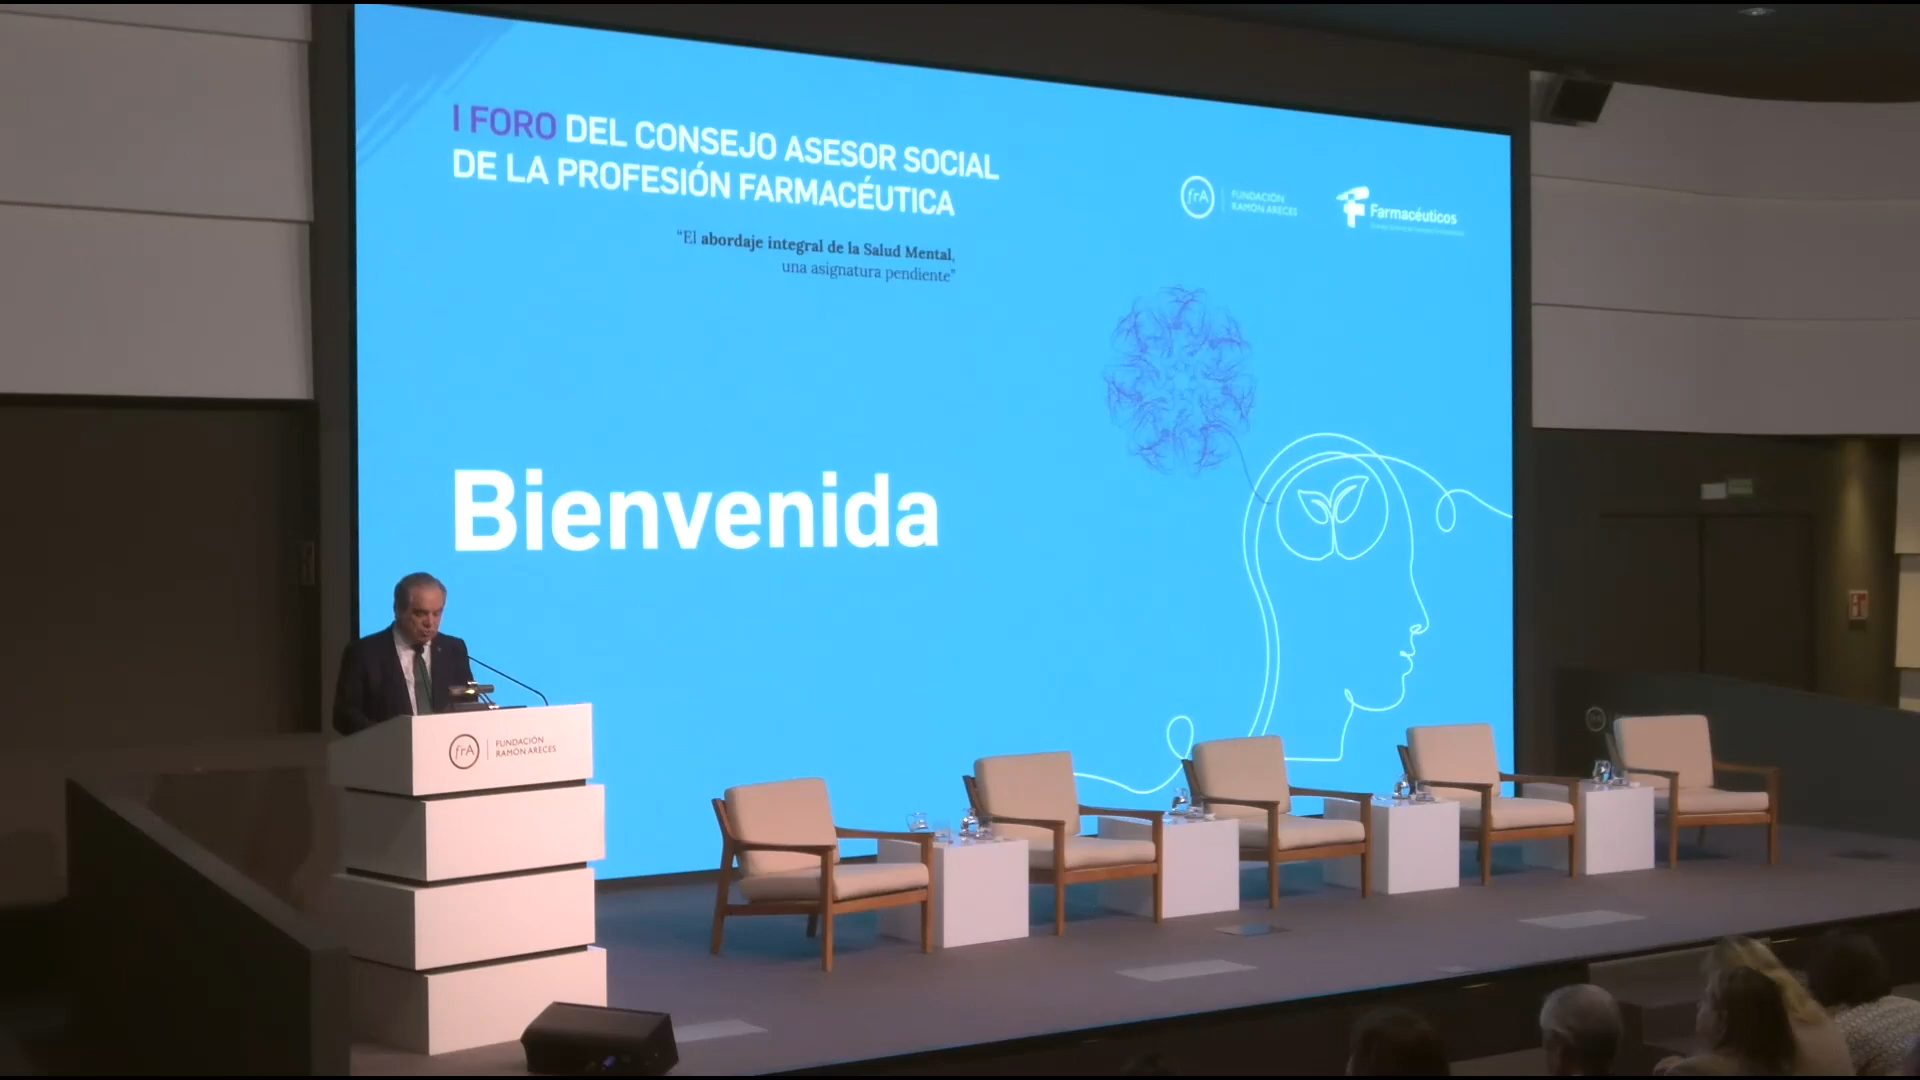 I FORO DEL CONSEJO ASESOR SOCIAL
DE LA PROFESIÓN FARMACÉUTICA
“El abordaje integral de la Salud Mental,
una asignatura pendiente”
frA FUNDACIÓN
RAMÓN ARECES
Farmacéuticos
Bienvenida
frA FUNDACIÓN
RAMÓN ARECES